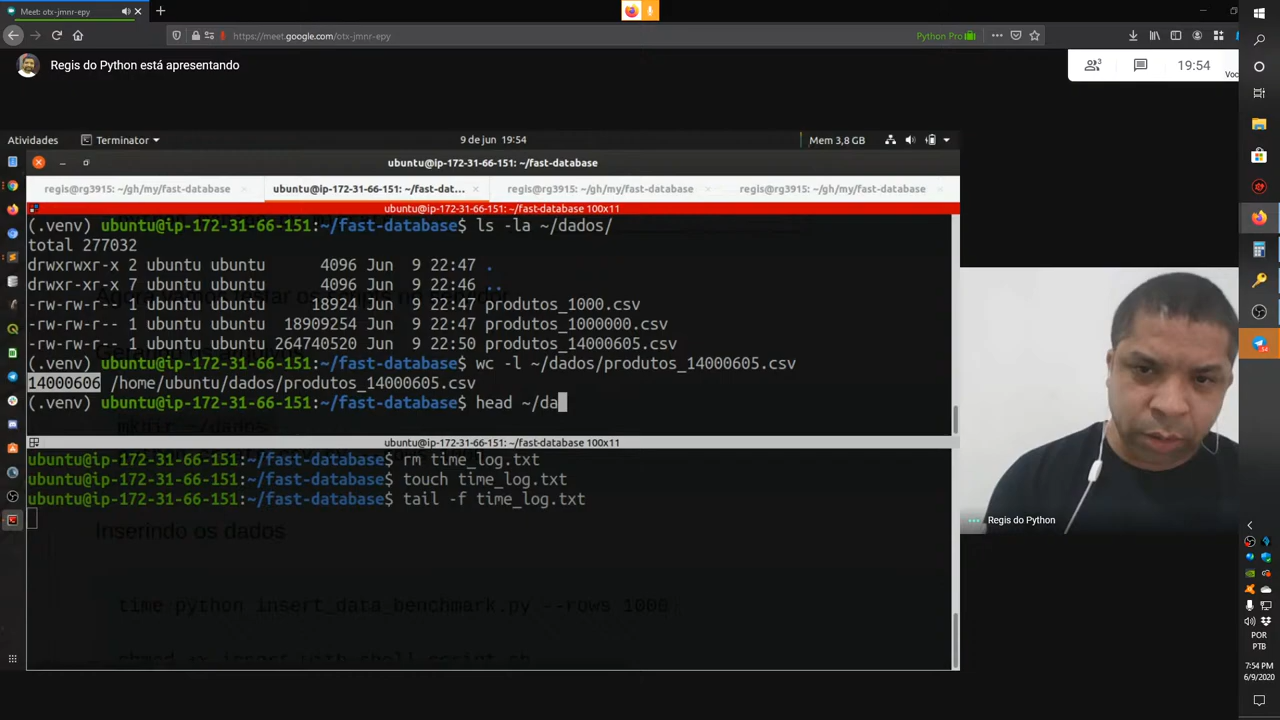 Meet: otx-jmnr-epy
https://meet.google.com/otx-jmnr-epy
Python Pro
Regis do Python está apresentando
3
19:54
Voc
Atividades
Terminator
9 de jun 19:54
Mem 3,8 GB
ubuntu@ip-172-31-66-151: ~/fast-database
regis@rg3915: ~/gh/my/fast-database
ubuntu@ip-172-31-66-151: ~/fast-dat...
regis@rg3915: ~/gh/my/fast-database
regis@rg3915: ~/gh/my/fast-database
ubuntu@ip-172-31-66-151: ~/fast-database 100x11
(.venv) ubuntu@ip-172-31-66-151:~/fast-database$ ls -la ~/dados/
total 277032
drwxrwxr-x 2 ubuntu ubuntu 4096 Jun 9 22:47 .
drwxrwxr-x 7 ubuntu ubuntu 4096 Jun 9 22:46 ..
-rw-rw-r-- 1 ubuntu ubuntu 18924 Jun 9 22:47 produtos_1000.csv
-rw-rw-r-- 1 ubuntu ubuntu 18909254 Jun 9 22:47 produtos_1000000.csv
-rw-rw-r-- 1 ubuntu ubuntu 264740520 Jun 9 22:50 produtos_14000605.csv
(.venv) ubuntu@ip-172-31-66-151:~/fast-database$ wc -l ~/dados/produtos_14000605.csv
14000606 /home/ubuntu/dados/produtos_14000605.csv
(.venv) ubuntu@ip-172-31-66-151:~/fast-database$ head ~/da
mkdir ~/dados
ubuntu@ip-172-31-66-151: ~/fast-database 100x11
ubuntu@ip-172-31-66-151:~/fast-database$ rm time_log.txt
ubuntu@ip-172-31-66-151:~/fast-database$ touch time_log.txt
ubuntu@ip-172-31-66-151:~/fast-database$ tail -f time_log.txt
Inserindo os dados
time python insert_data_benchmark.py --rows 1000
Regis do Python
POR
PTB
7:54 PM
6/9/2020